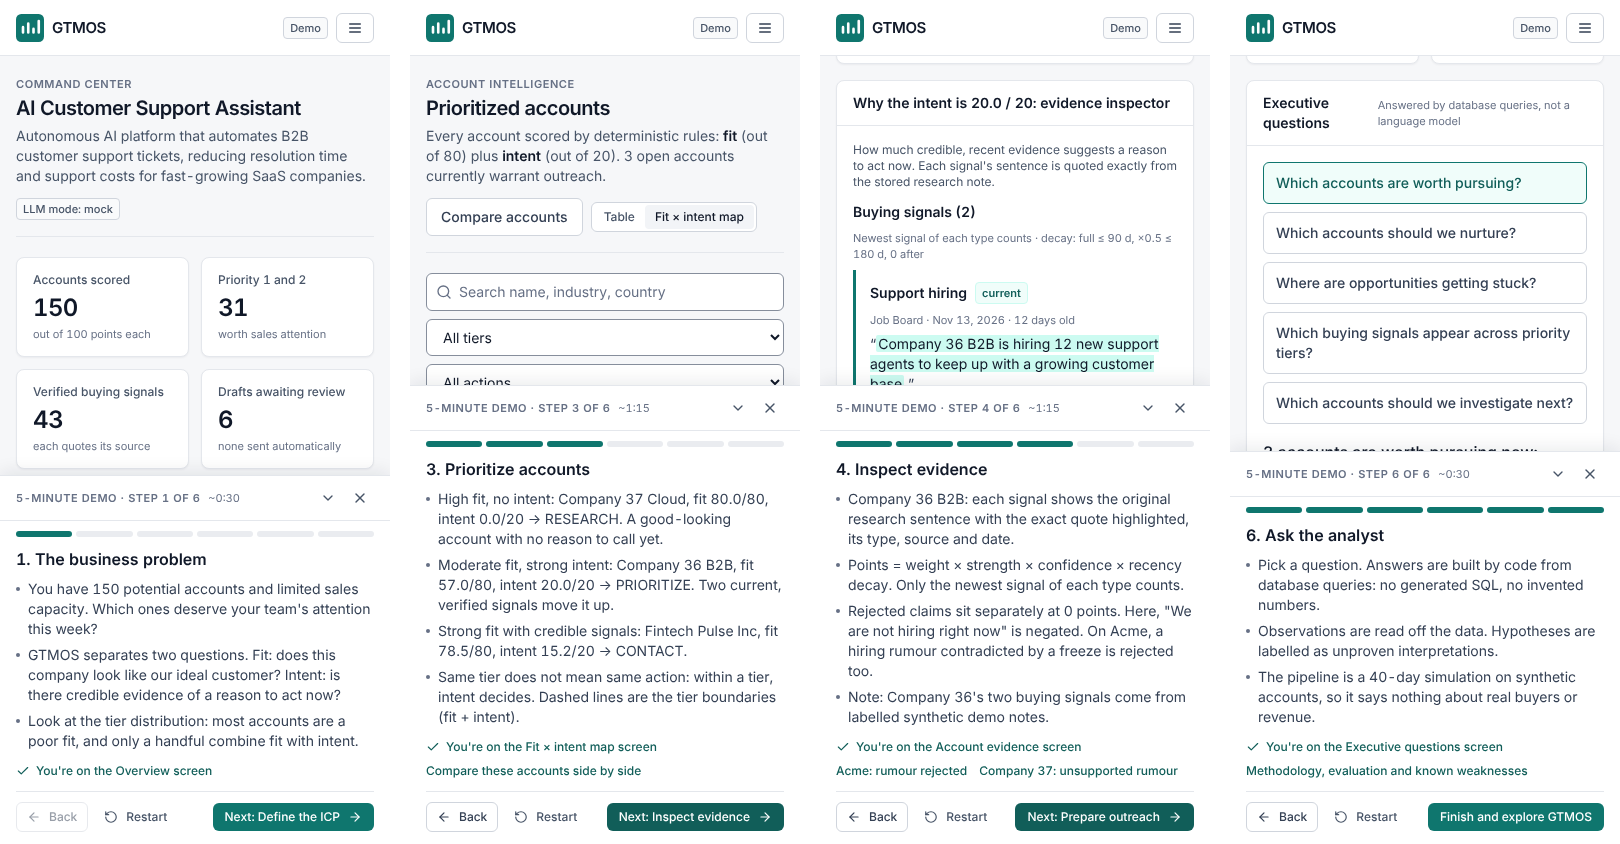 GTMOS
Demo
COMMAND CENTER
AI Customer Support Assistant
Autonomous AI platform that automates B2B
customer support tickets, reducing resolution time
and support costs for fast-growing SaaS companies.
LLM mode: mock
Accounts scored
150
out of 100 points each
Priority 1 and 2
31
worth sales attention
Verified buying signals
43
each quotes its source
Drafts awaiting review
6
none sent automatically
5-MINUTE DEMO · STEP 1 OF 6 ~0:30
1. The business problem
• You have 150 potential accounts and limited sales
capacity. Which ones deserve your team's attention
this week?
• GTMOS separates two questions. Fit: does this
company look like our ideal customer? Intent: is
there credible evidence of a reason to act now?
• Look at the tier distribution: most accounts are a
poor fit, and only a handful combine fit with intent.
You're on the Overview screen
Back
Restart
Next: Define the ICP
GTMOS
Demo
ACCOUNT INTELLIGENCE
Prioritized accounts
Every account scored by deterministic rules: fit (out
of 80) plus intent (out of 20). 3 open accounts
currently warrant outreach.
Compare accounts
Table
Fit × intent map
Search name, industry, country
All tiers
All actions
5-MINUTE DEMO · STEP 3 OF 6 ~1:15
3. Prioritize accounts
• High fit, no intent: Company 37 Cloud, fit 80.0/80,
intent 0.0/20 → RESEARCH. A good-looking
account with no reason to call yet.
• Moderate fit, strong intent: Company 36 B2B, fit
57.0/80, intent 20.0/20 → PRIORITIZE. Two current,
verified signals move it up.
• Strong fit with credible signals: Fintech Pulse Inc, fit
78.5/80, intent 15.2/20 → CONTACT.
• Same tier does not mean same action: within a tier,
intent decides. Dashed lines are the tier boundaries
(fit + intent).
You're on the Fit × intent map screen
Compare these accounts side by side
Back
Restart
Next: Inspect evidence
GTMOS
Demo
Why the intent is 20.0 / 20: evidence inspector
How much credible, recent evidence suggests a reason
to act now. Each signal's sentence is quoted exactly from
the stored research note.
Buying signals (2)
Newest signal of each type counts · decay: full ≤ 90 d, ×0.5 ≤
180 d, 0 after
Support hiring current
Job Board · Nov 13, 2026 · 12 days old
"Company 36 B2B is hiring 12 new support
agents to keep up with a growing customer
base."
5-MINUTE DEMO · STEP 4 OF 6 ~1:15
4. Inspect evidence
• Company 36 B2B: each signal shows the original
research sentence with the exact quote highlighted,
its type, source and date.
• Points = weight × strength × confidence × recency
decay. Only the newest signal of each type counts.
• Rejected claims sit separately at 0 points. Here, "We
are not hiring right now" is negated. On Acme, a
hiring rumour contradicted by a freeze is rejected
too.
• Note: Company 36's two buying signals come from
labelled synthetic demo notes.
You're on the Account evidence screen
Acme: rumour rejected Company 37: unsupported rumour
Back
Restart
Next: Prepare outreach
GTMOS
Demo
Executive
questions
Answered by database queries, not a
language model
Which accounts are worth pursuing?
Which accounts should we nurture?
Where are opportunities getting stuck?
Which buying signals appear across priority
tiers?
Which accounts should we investigate next?
5-MINUTE DEMO · STEP 6 OF 6 ~0:30
6. Ask the analyst
• Pick a question. Answers are built by code from
database queries: no generated SQL, no invented
numbers.
• Observations are read off the data. Hypotheses are
labelled as unproven interpretations.
• The pipeline is a 40-day simulation on synthetic
accounts, so it says nothing about real buyers or
revenue.
You're on the Executive questions screen
Methodology, evaluation and known weaknesses
Back
Restart
Finish and explore GTMOS